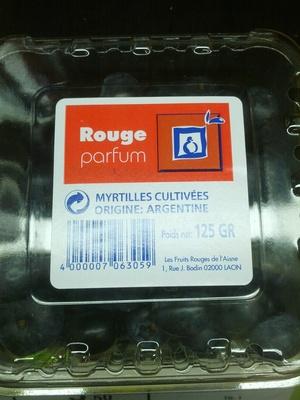 Rouge
parfum
MYRTILLES CULTIVÉES
ORIGINE: ARGENTINE
Poids net: 125 GR
4 000007 063059
Les Fruits Rouges de l'Aisne
1, Rue J. Bodin 02000 LAON